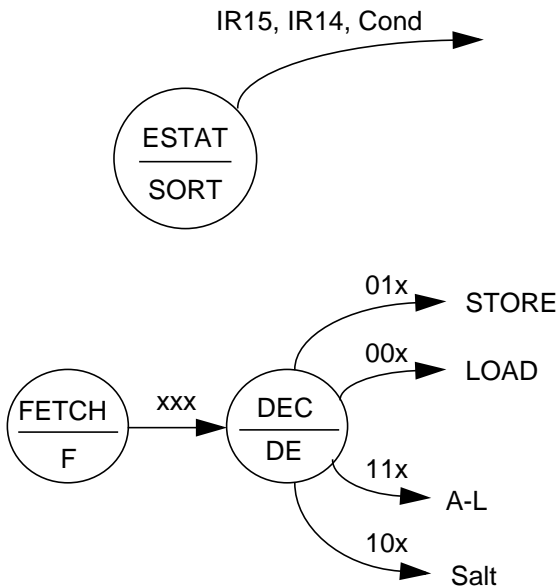 IR15, IR14, Cond
ESTAT
SORT
01x
STORE
00x
LOAD
FETCH
F
xxx
DEC
DE
11x
A-L
10x
Salt